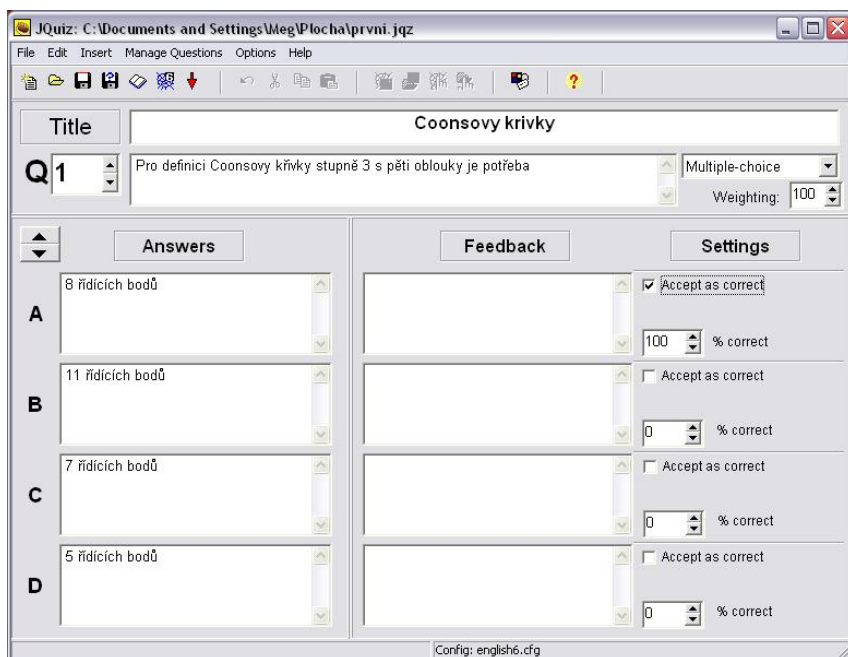 JQuiz: C:\Documents and Settings\Meg\Plocha\prvni.jqz
File Edit Insert Manage Questions Options Help
Title
Coonsovy krivky
Q 1
Pro definici Coonsovy křivky stupně 3 s pěti oblouky je potřeba
Multiple-choice
Weighting: 100
Answers Feedback Settings
A
8 řídících bodů
Accept as correct
100 % correct
B
11 řídících bodů
Accept as correct
0 % correct
C
7 řídících bodů
Accept as correct
0 % correct
D
5 řídících bodů
Accept as correct
0 % correct
Config: english6.cfg